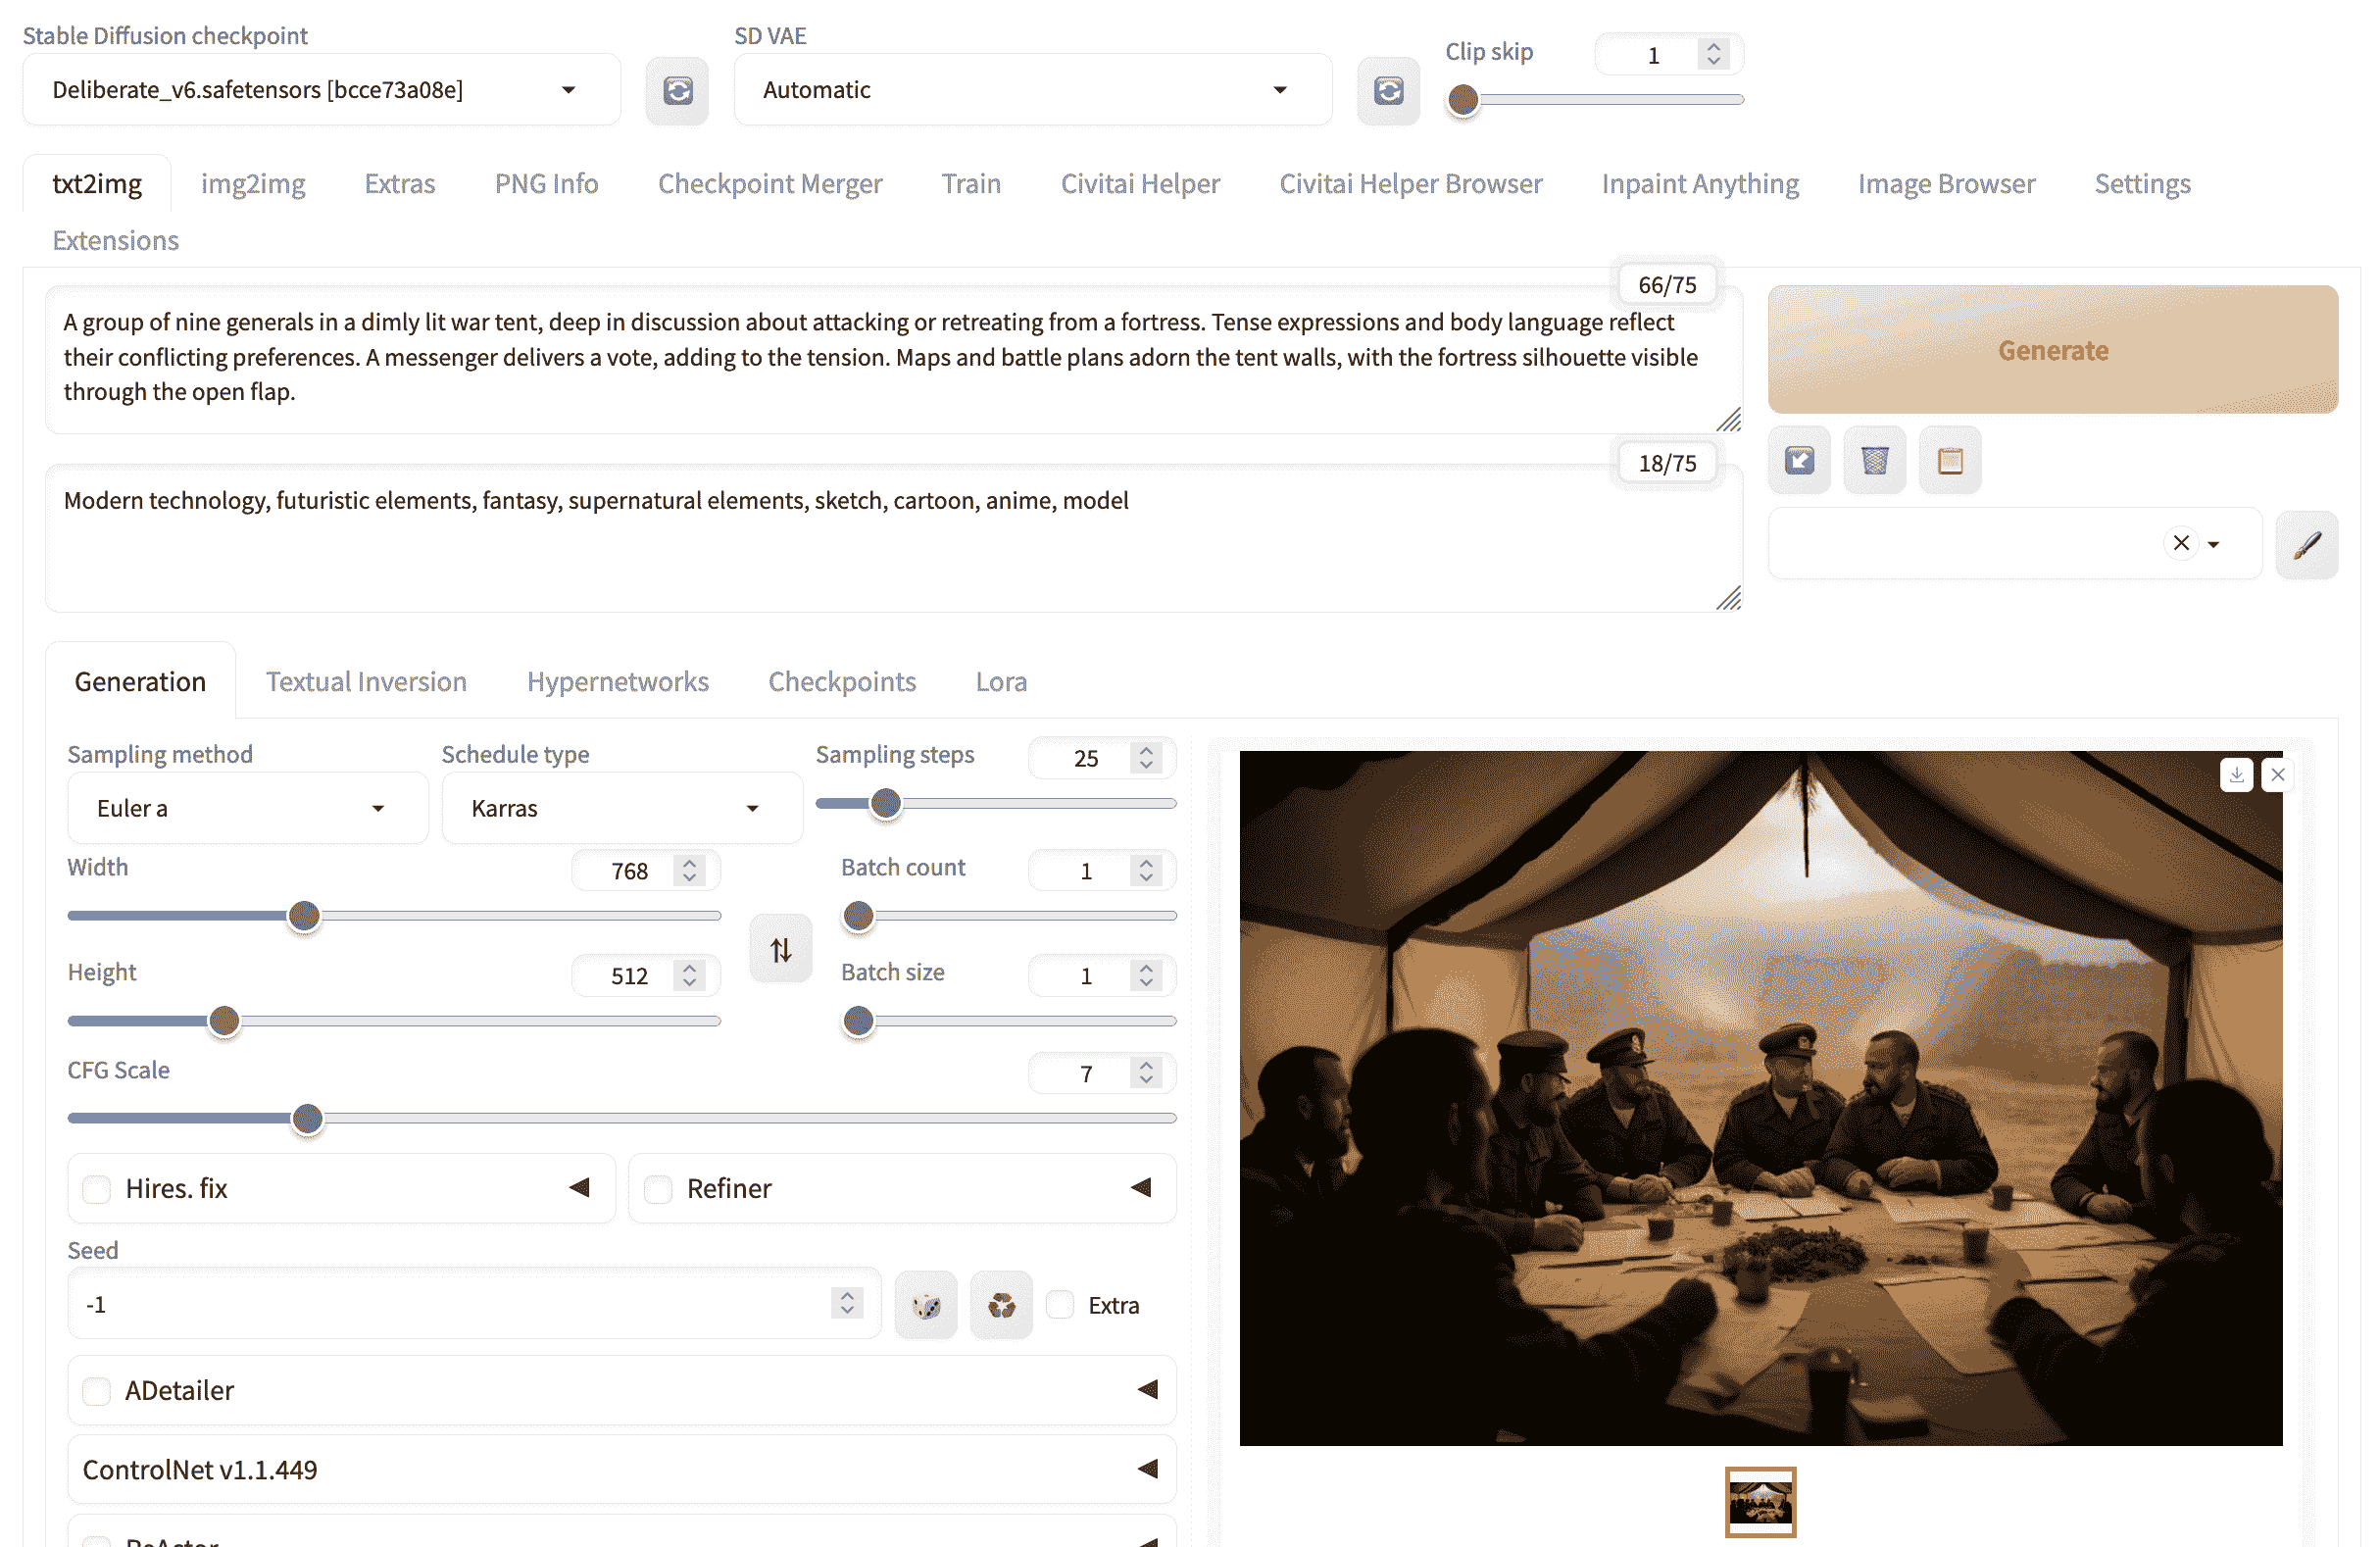 Stable Diffusion checkpoint
SD VAE
Clip skip
1
Deliberate_v6.safetensors [bcce73a08e]
Automatic
txt2img
img2img
Extras
PNG Info
Checkpoint Merger
Train
Civitai Helper
Civitai Helper Browser
Inpaint Anything
Image Browser
Settings
Extensions
66/75
A group of nine generals in a dimly lit war tent, deep in discussion about attacking or retreating from a fortress. Tense expressions and body language reflect
their conflicting preferences. A messenger delivers a vote, adding to the tension. Maps and battle plans adorn the tent walls, with the fortress silhouette visible
through the open flap.
Generate
18/75
Modern technology, futuristic elements, fantasy, supernatural elements, sketch, cartoon, anime, model
Generation
Textual Inversion
Hypernetworks
Checkpoints
Lora
Sampling method
Schedule type
Sampling steps
25
Euler a
Karras
Width
768
Batch count
1
Height
512
Batch size
1
CFG Scale
7
Hires. fix
Refiner
Seed
-1
Extra
ADetailer
ControlNet v1.1.449